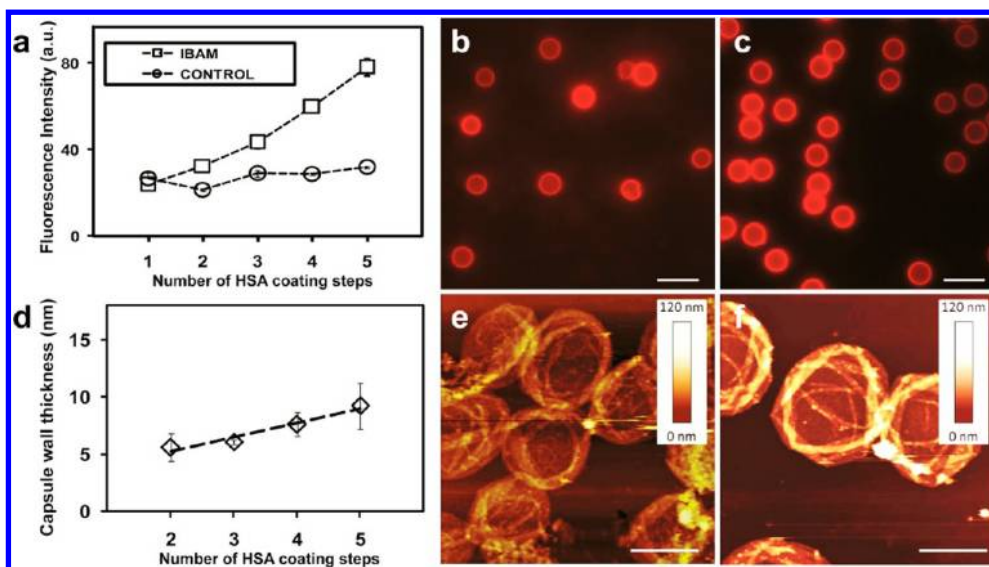 a
Fluorescence Intensity (a.u.)
80
40
0
IBAM
CONTROL
1 2 3 4 5
Number of HSA coating steps
b
c
d
Capsule wall thickness (nm)
15
10
5
0
2 3 4 5
Number of HSA coating steps
e
120 nm
0 nm
f
120 nm
0 nm